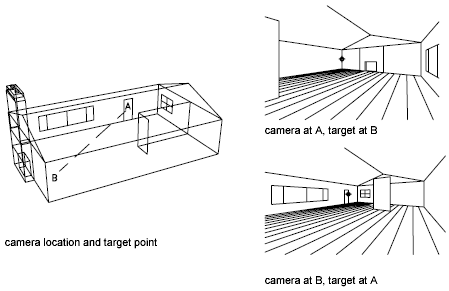 A
B
camera location and target point
camera at A, target at B
camera at B, target at A